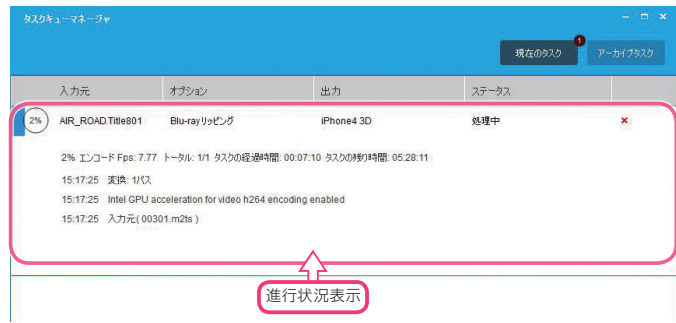 タスクキューマネージャ
現在のタスク 1 アーカイブタスク
入力元 オプション 出力 ステータス
2% AIR_ROAD.Title801 Blu-rayリッピング iPhone4 3D 処理中
2% エンコード Fps: 7.77 トータル: 1/1 タスクの経過時間: 00:07:10 タスクの残り時間: 05:28:11
15:17:25 変換: 1パス
15:17:25 Intel GPU acceleration for video h264 encoding enabled
15:17:25 入力元( 00301.m2ts )
進行状況表示